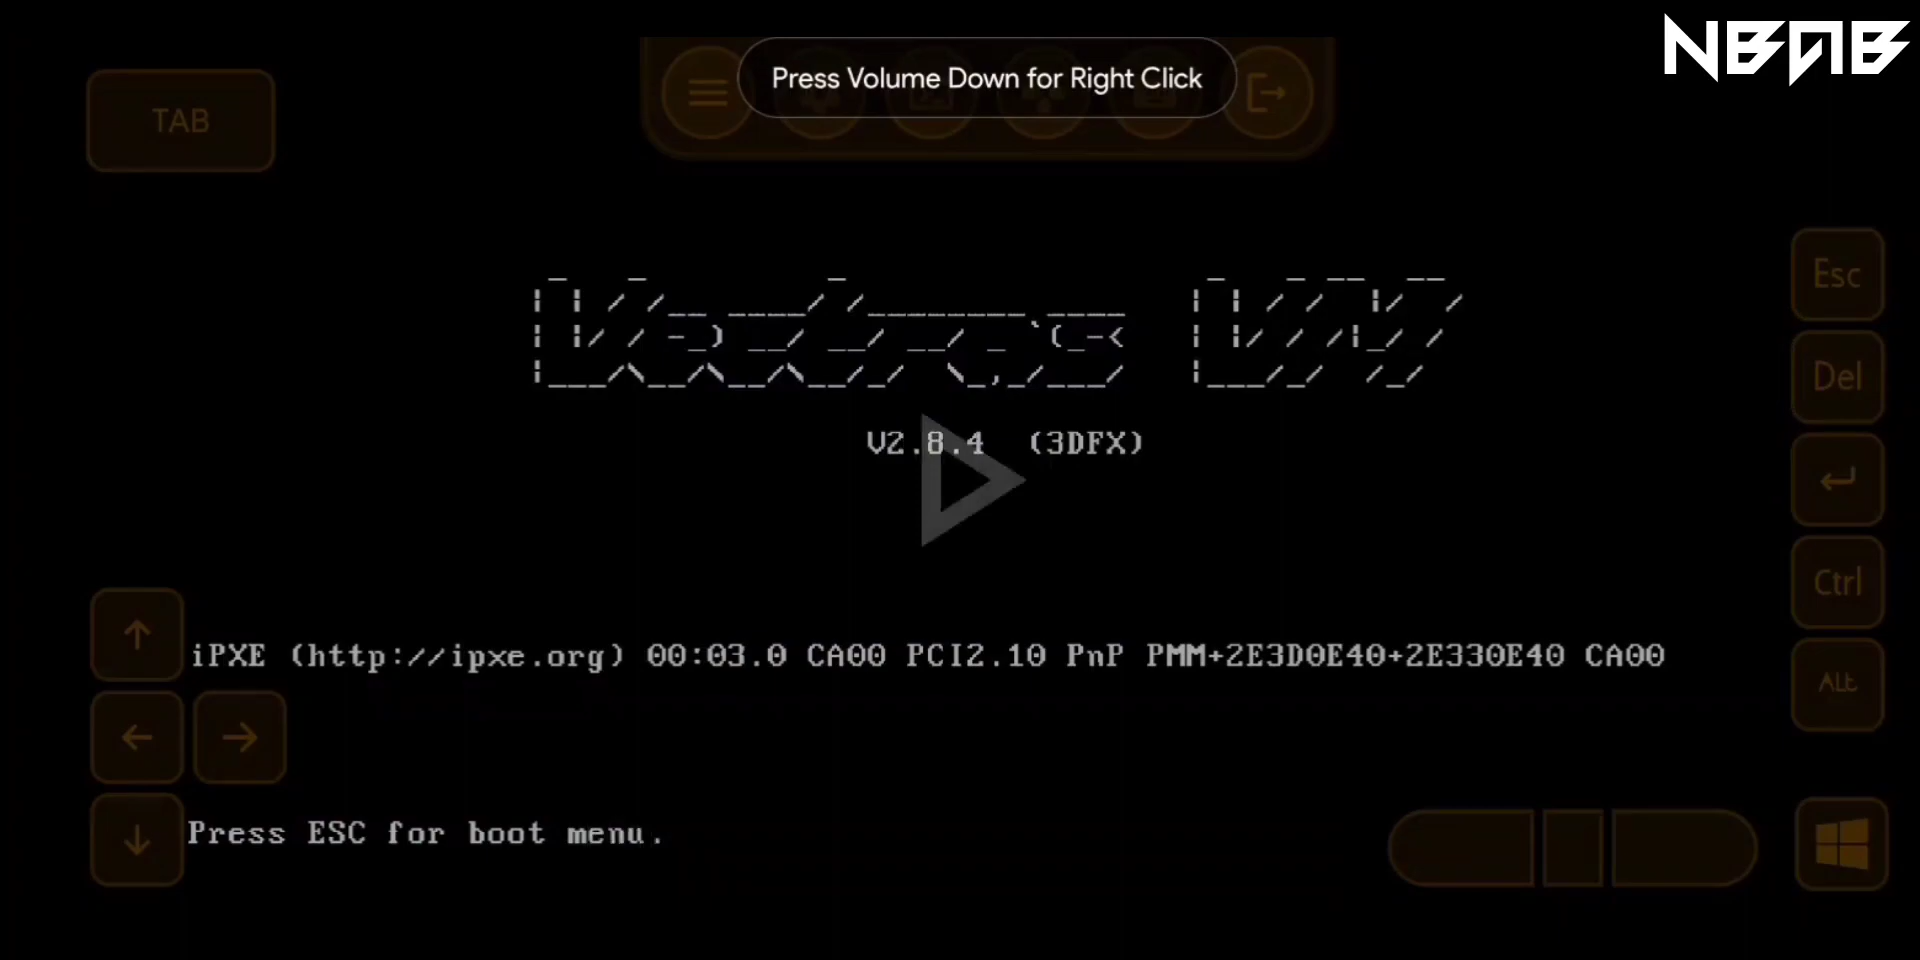 NBAB
Press Volume Down for Right Click
TAB
Vectras VM
V2.8.4 (3DFX)
Esc
Del
Ctrl
Alt
iPXE (http://ipxe.org) 00:03.0 CA00 PCI2.10 PnP PMM+2E3D0E40+2E330E40 CA00
Press ESC for boot menu.